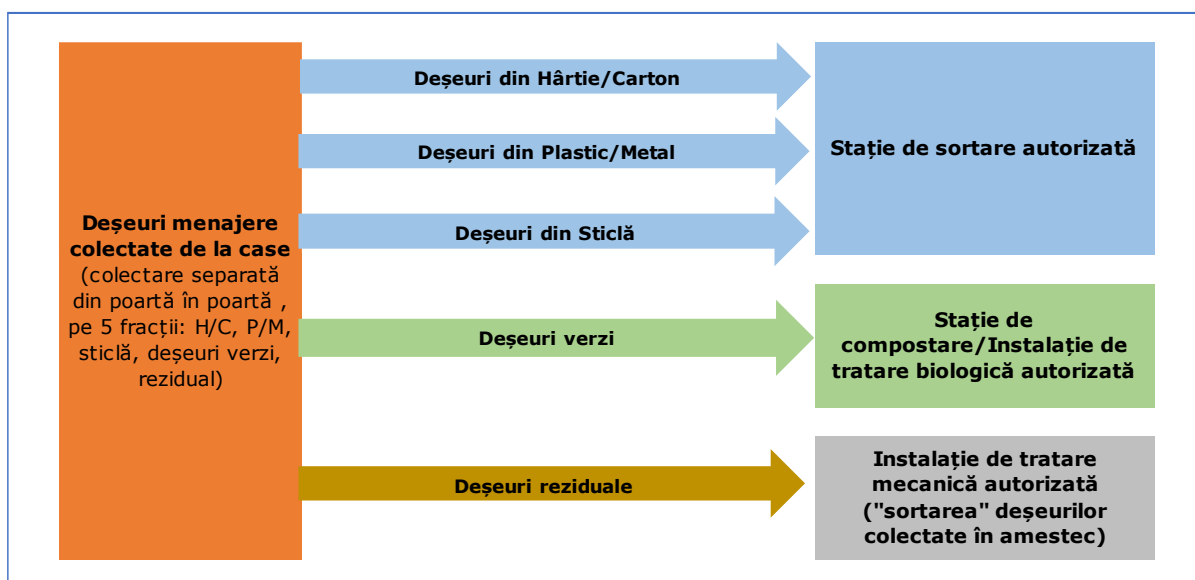 Deșeuri menajere
colectate de la case
(colectare separată
din poartă în poartă ,
pe 5 fracții: H/C, P/M,
sticlă, deșeuri verzi,
rezidual)
Deșeuri din Hârtie/Carton
Deșeuri din Plastic/Metal
Deșeuri din Sticlă
Stație de sortare autorizată
Deșeuri verzi
Stație de
compostare/Instalație de
tratare biologică autorizată
Deșeuri reziduale
Instalație de tratare
mecanică autorizată
("sortarea" deșeurilor
colectate în amestec)